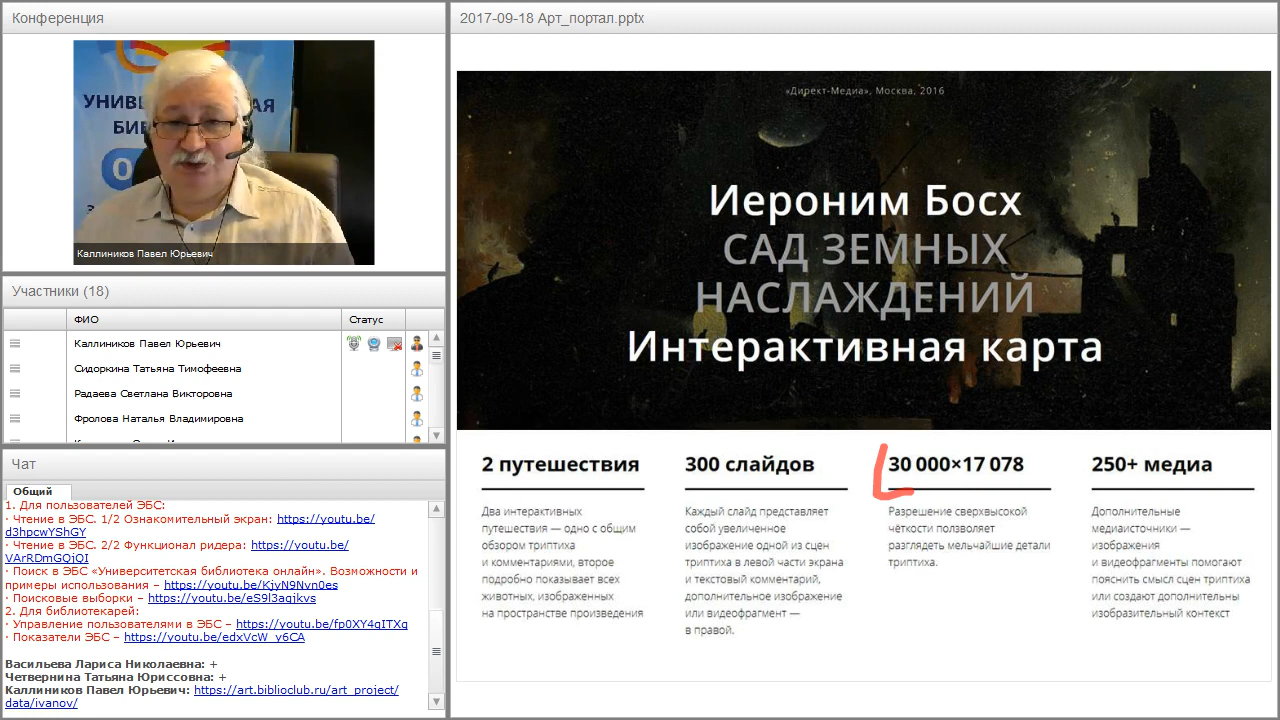 Конференция
УНИВЕ
АЯ
БИБ
О
Каллиников Павел Юрьевич
Участники (18)
ФИО
Статус
Каллиников Павел Юрьевич
Сидоркина Татьяна Тимофеевна
Радаева Светлана Викторовна
Фролова Наталья Владимировна
Чат
Общий
1. Для пользователей ЭБС:
· Чтение в ЭБС. 1/2 Ознакомительный экран: https://youtu.be/
d3hpcwYShGY
· Чтение в ЭБС. 2/2 Функционал ридера: https://youtu.be/
VArRDmGQjQI
· Поиск в ЭБС «Университетская библиотека онлайн». Возможности и
примеры использования – https://youtu.be/KjyN9Nvn0es
· Поисковые выборки – https://youtu.be/eS9l3aqjkvs
2. Для библиотекарей:
· Управление пользователями в ЭБС – https://youtu.be/fp0XY4qITXg
· Показатели ЭБС – https://youtu.be/edxVcW_y6CA
Васильева Лариса Николаевна: +
Четвернина Татьяна Юриссовна: +
Каллиников Павел Юрьевич: https://art.biblioclub.ru/art_project/
data/ivanov/
2017-09-18 Арт_портал.pptx
«Директ-Медиа», Москва, 2016
Иероним Босх
САД ЗЕМНЫХ
НАСЛАЖДЕНИЙ
Интерактивная карта
2 путешествия
Два интерактивных
путешествия — одно с общим
обзором триптиха
и комментариями, второе
подробно показывает всех
животных, изображенных
на пространстве произведения
300 слайдов
Каждый слайд представляет
собой увеличенное
изображение одной из сцен
триптиха в левой части экрана
и текстовый комментарий,
дополнительное изображение
или видеофрагмент —
в правой.
30 000×17 078
Разрешение сверхвысокой
чёткости позволяет
разглядеть мельчайшие детали
триптиха.
250+ медиа
Дополнительные
медиаисточники —
изображения
и видеофрагменты помогают
пояснить смысл сцен триптиха
или создают дополнительны
изобразительный контекст